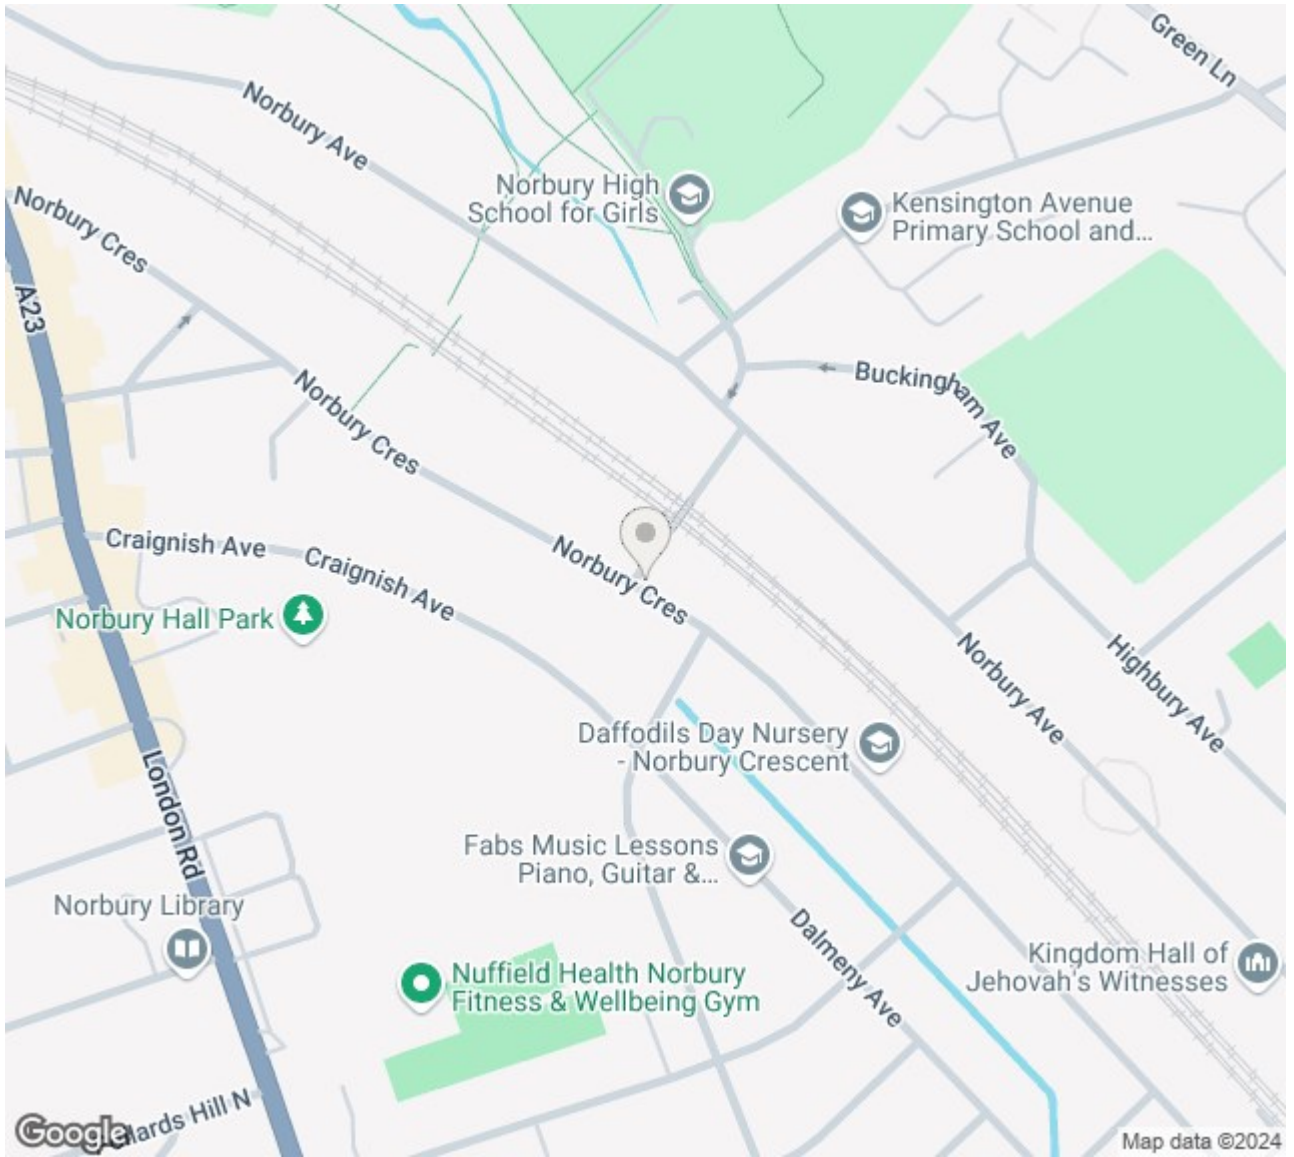 Green Ln
Norbury Ave
Norbury High
School for Girls
Kensington Avenue
Primary School and...
Norbury Cres
A23
Buckingham Ave
Norbury Cres
Craignish Ave
Craignish Ave
Norbury Cres
Norbury Hall Park
Norbury Ave
Highbury Ave
Daffodils Day Nursery
- Norbury Crescent
London Rd
Fabs Music Lessons
Piano, Guitar &...
Norbury Library
Dalmeny Ave
Kingdom Hall of
Jehovah's Witnesses
Nuffield Health Norbury
Fitness & Wellbeing Gym
Hill N
Google
Map data ©2024